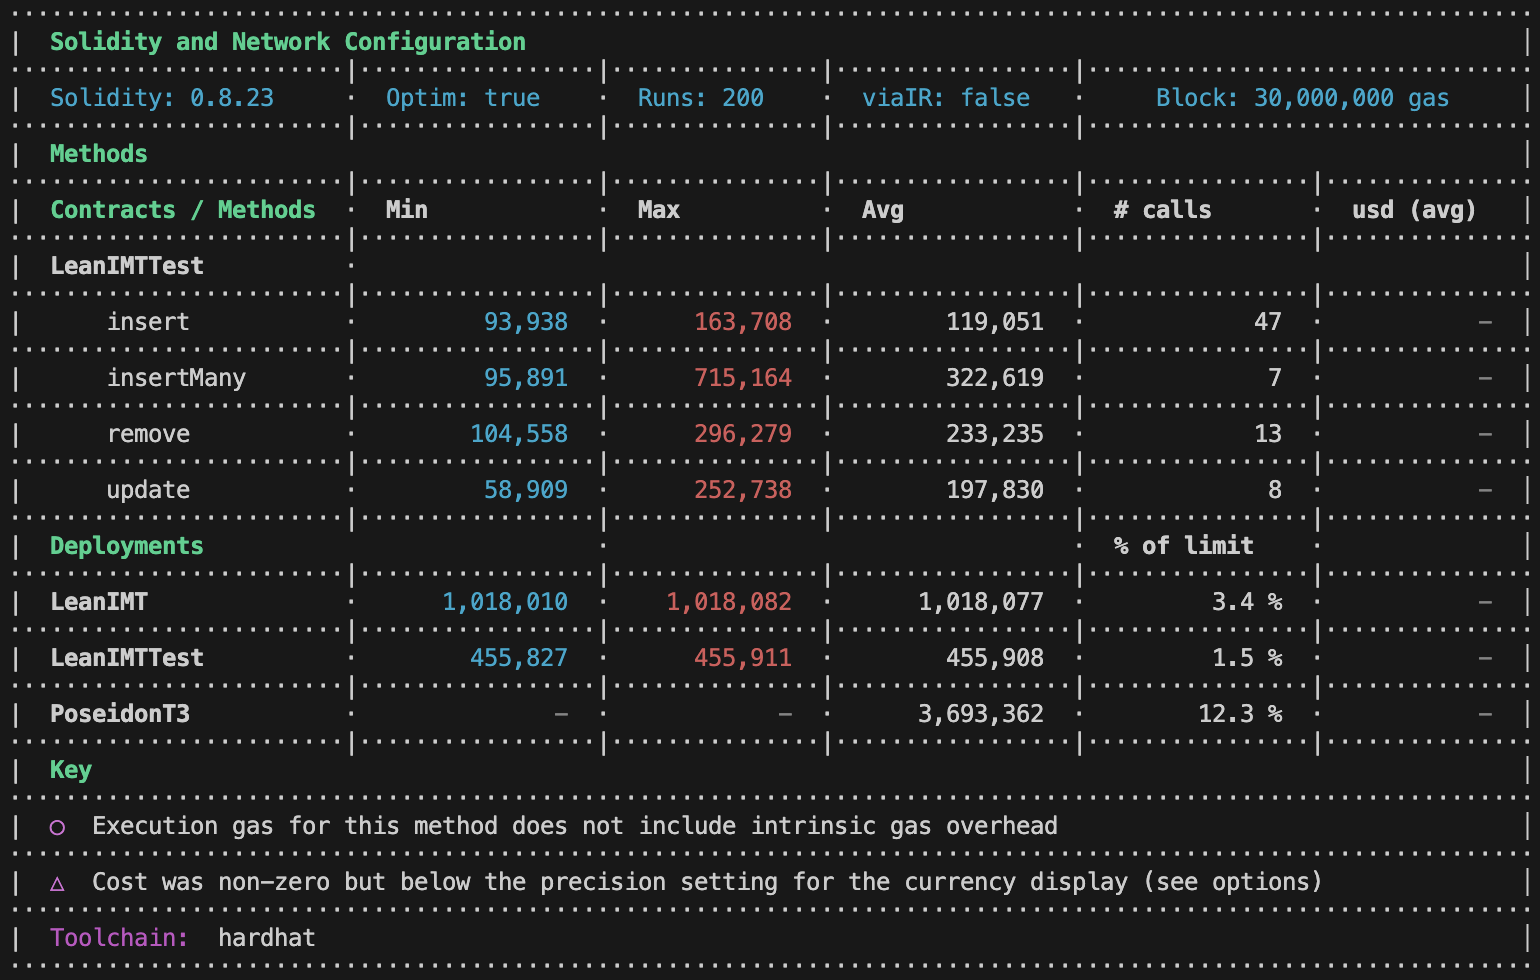 Solidity and Network Configuration
Solidity: 0.8.23 · Optim: true · Runs: 200 · viaIR: false · Block: 30,000,000 gas
Methods
Contracts / Methods · Min · Max · Avg · # calls · usd (avg)
LeanIMTTest ·
insert · 93,938 · 163,708 · 119,051 · 47 · -
insertMany · 95,891 · 715,164 · 322,619 · 7 · -
remove · 104,558 · 296,279 · 233,235 · 13 · -
update · 58,909 · 252,738 · 197,830 · 8 · -
Deployments · · % of limit ·
LeanIMT · 1,018,010 · 1,018,082 · 1,018,077 · 3.4 % · -
LeanIMTTest · 455,827 · 455,911 · 455,908 · 1.5 % · -
PoseidonT3 · - · - · 3,693,362 · 12.3 % · -
Key
◯ Execution gas for this method does not include intrinsic gas overhead
△ Cost was non-zero but below the precision setting for the currency display (see options)
Toolchain: hardhat